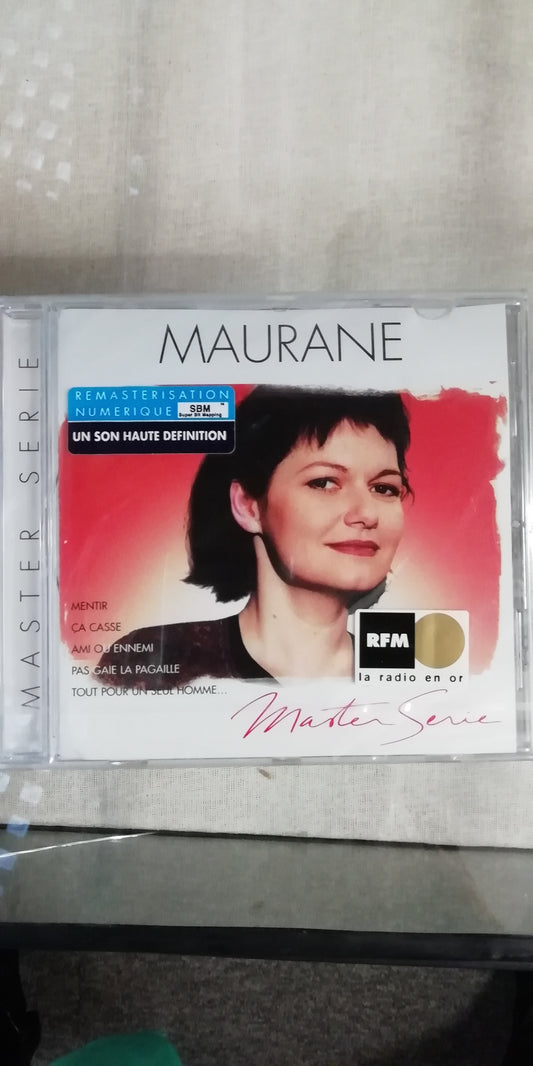 MAURANE
MASTER SERIE
REMASTERISATION
NUMERIQUE SBM™
Super Bit Mapping
UN SON HAUTE DEFINITION
MENTIR
ÇA CASSE
AMI OU ENNEMI
PAS GAIE LA PAGAILLE
TOUT POUR UN SEUL HOMME...
RFM
la radio en or
Master Serie